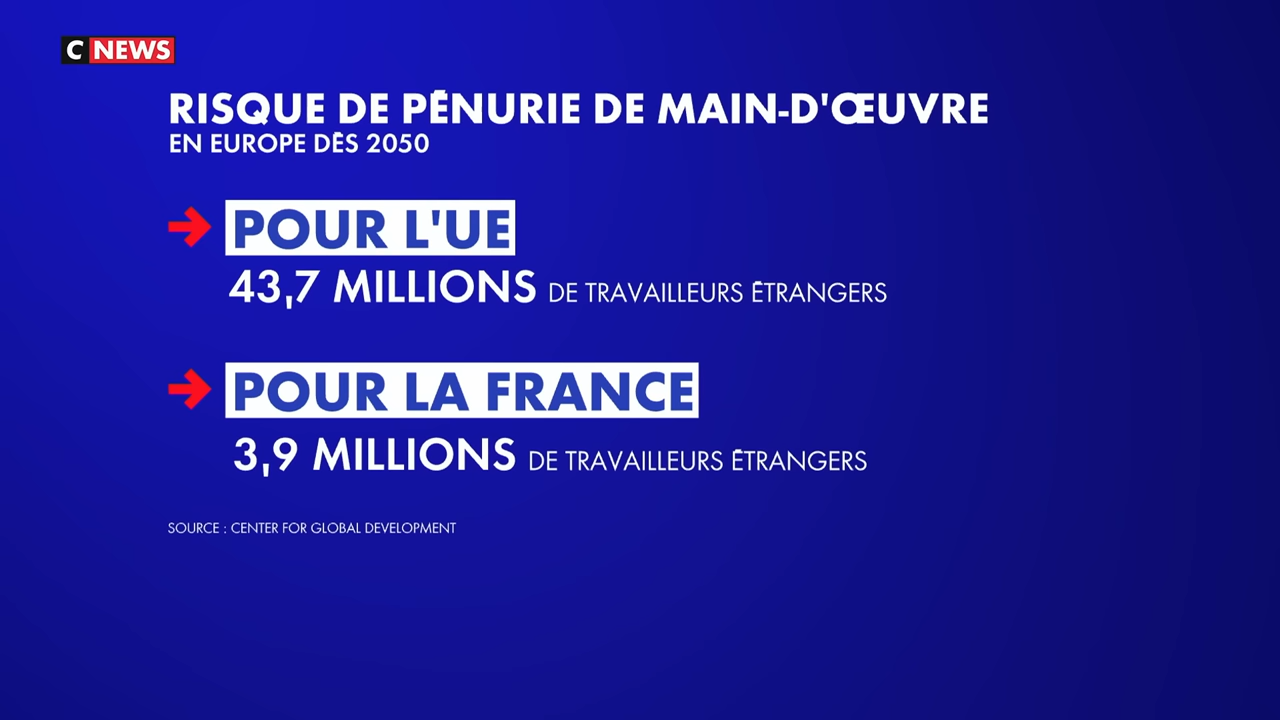 C NEWS
RISQUE DE PÉNURIE DE MAIN-D'ŒUVRE
EN EUROPE DÈS 2050
POUR L'UE
43,7 MILLIONS DE TRAVAILLEURS ÉTRANGERS
POUR LA FRANCE
3,9 MILLIONS DE TRAVAILLEURS ÉTRANGERS
SOURCE : CENTER FOR GLOBAL DEVELOPMENT